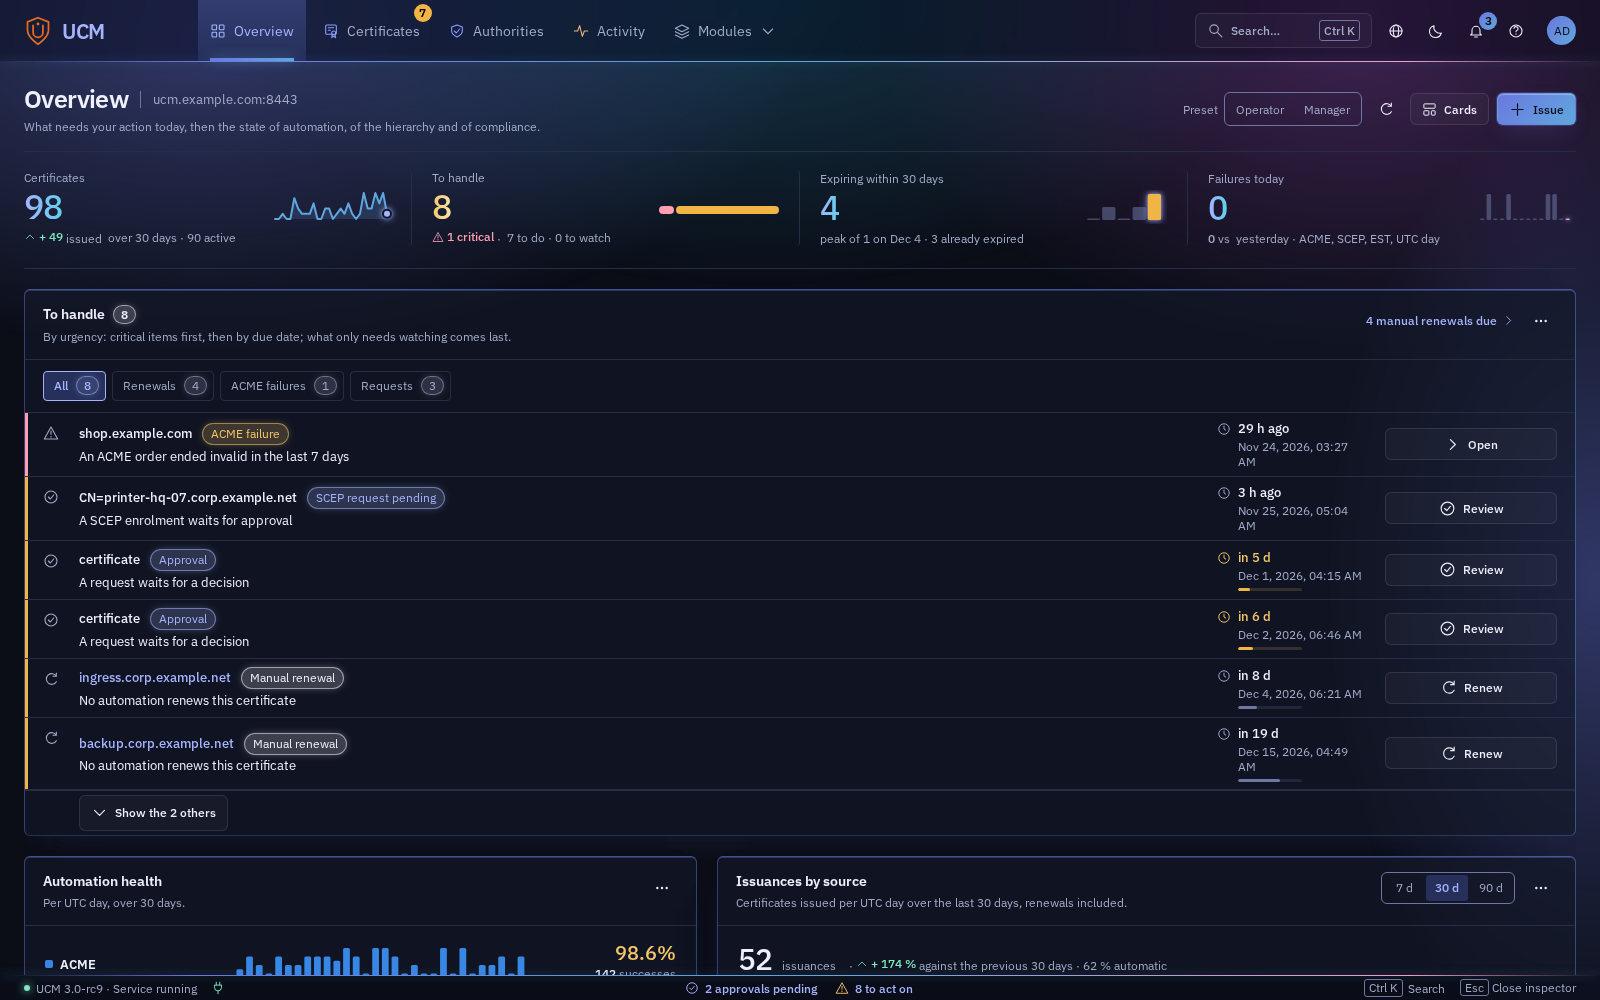 UCM
Overview
Certificates 7
Authorities
Activity
Modules
Search...
Ctrl K
3
AD
Overview
ucm.example.com:8443
What needs your action today, then the state of automation, of the hierarchy and of compliance.
Preset
Operator
Manager
Cards
Issue
Certificates
98
+ 49 issued over 30 days · 90 active
To handle
8
1 critical · 7 to do · 0 to watch
Expiring within 30 days
4
peak of 1 on Dec 4 · 3 already expired
Failures today
0
0 vs yesterday · ACME, SCEP, EST, UTC day
To handle 8
By urgency: critical items first, then by due date; what only needs watching comes last.
4 manual renewals due
All 8
Renewals 4
ACME failures 1
Requests 3
shop.example.com ACME failure
An ACME order ended invalid in the last 7 days
29 h ago
Nov 24, 2026, 03:27
AM
Open
CN=printer-hq-07.corp.example.net SCEP request pending
A SCEP enrolment waits for approval
3 h ago
Nov 25, 2026, 05:04
AM
Review
certificate Approval
A request waits for a decision
in 5 d
Dec 1, 2026, 04:15 AM
Review
certificate Approval
A request waits for a decision
in 6 d
Dec 2, 2026, 06:46 AM
Review
ingress.corp.example.net Manual renewal
No automation renews this certificate
in 8 d
Dec 4, 2026, 06:21 AM
Renew
backup.corp.example.net Manual renewal
No automation renews this certificate
in 19 d
Dec 15, 2026, 04:49
AM
Renew
Show the 2 others
Automation health
Per UTC day, over 30 days.
ACME
98.6%
142 successes
Issuances by source
Certificates issued per UTC day over the last 30 days, renewals included.
7 d
30 d
90 d
52 issuances · + 174 % against the previous 30 days · 62 % automatic
UCM 3.0-rc9 · Service running
2 approvals pending
8 to act on
Ctrl K Search
Esc Close inspector